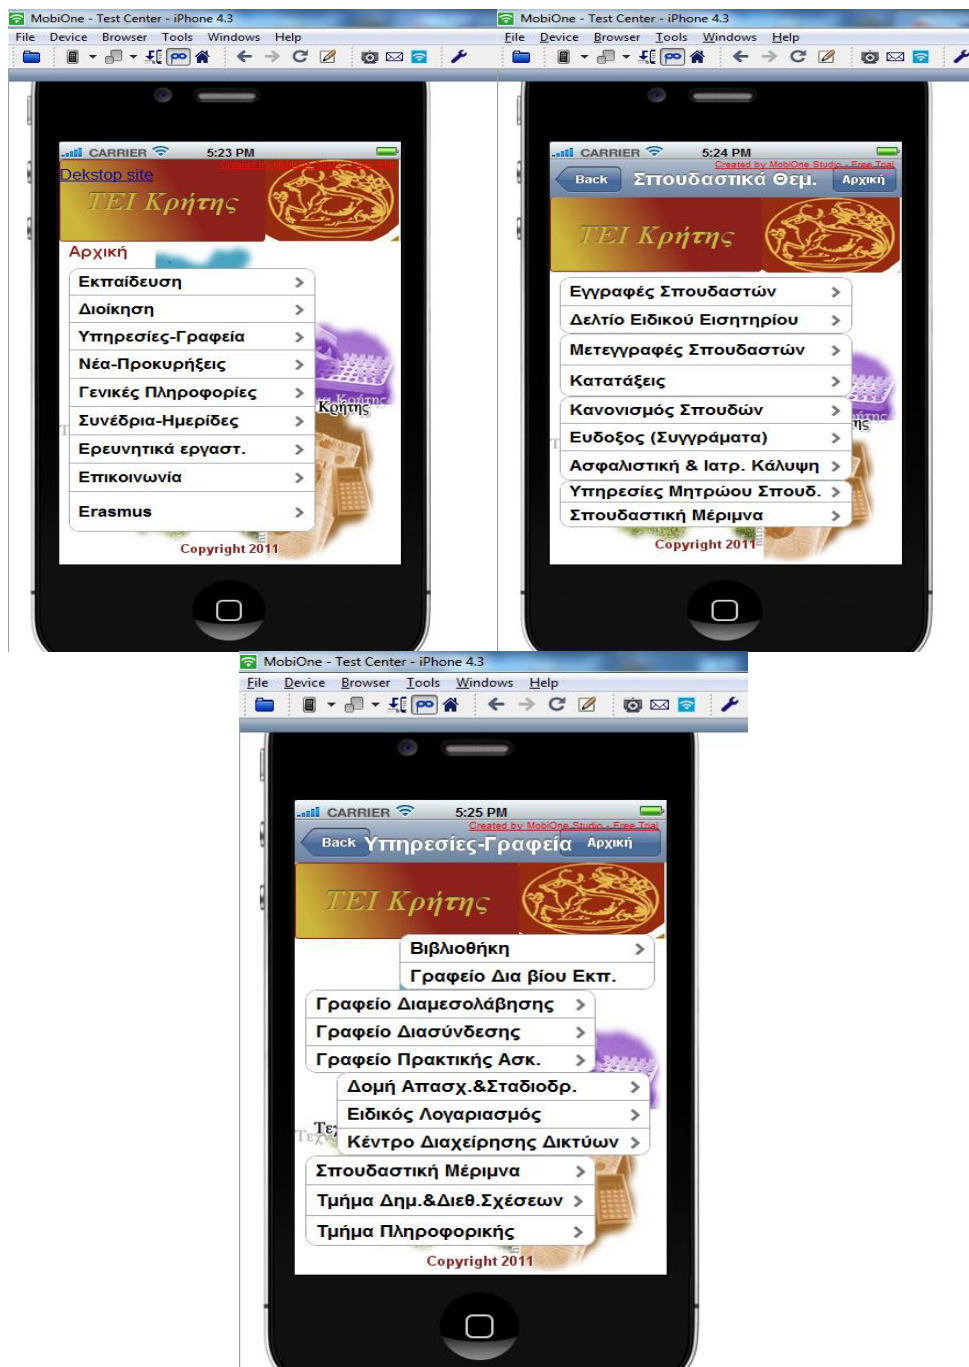 MobiOne - Test Center - iPhone 4.3
File Device Browser Tools Windows Help
CARRIER 5:23 PM
Dekstop site
ΤΕΙ Κρήτης
Αρχική
Εκπαίδευση
Διοίκηση
Υπηρεσίες-Γραφεία
Νέα-Προκυρήξεις
Γενικές Πληροφορίες
Συνέδρια-Ημερίδες
Ερευνητικά εργαστ.
Επικοινωνία
Erasmus
Κρήτης
Copyright 2011
MobiOne - Test Center - iPhone 4.3
File Device Browser Tools Windows Help
CARRIER 5:24 PM
Created by MobiOne Studio - Free Trial
Back Σπουδαστικά Θεμ. Αρχική
ΤΕΙ Κρήτης
Εγγραφές Σπουδαστών
Δελτίο Ειδικού Εισητηρίου
Μετεγγραφές Σπουδαστών
Κατατάξεις
Κανονισμός Σπουδών
Ευδοξος (Συγγράματα)
Ασφαλιστική & Ιατρ. Κάλυψη
Υπηρεσίες Μητρώου Σπουδ.
Σπουδαστική Μέριμνα
Copyright 2011
MobiOne - Test Center - iPhone 4.3
File Device Browser Tools Windows Help
CARRIER 5:25 PM
Created by MobiOne Studio - Free Trial
Back Υπηρεσίες-Γραφεία Αρχική
ΤΕΙ Κρήτης
Βιβλιοθήκη
Γραφείο Δια βίου Εκπ.
Γραφείο Διαμεσολάβησης
Γραφείο Διασύνδεσης
Γραφείο Πρακτικής Ασκ.
Δομή Απασχ.&Σταδιοδρ.
Ειδικός Λογαριασμός
Κέντρο Διαχείρησης Δικτύων
Σπουδαστική Μέριμνα
Τμήμα Δημ.&Διεθ.Σχέσεων
Τμήμα Πληροφορικής
Copyright 2011